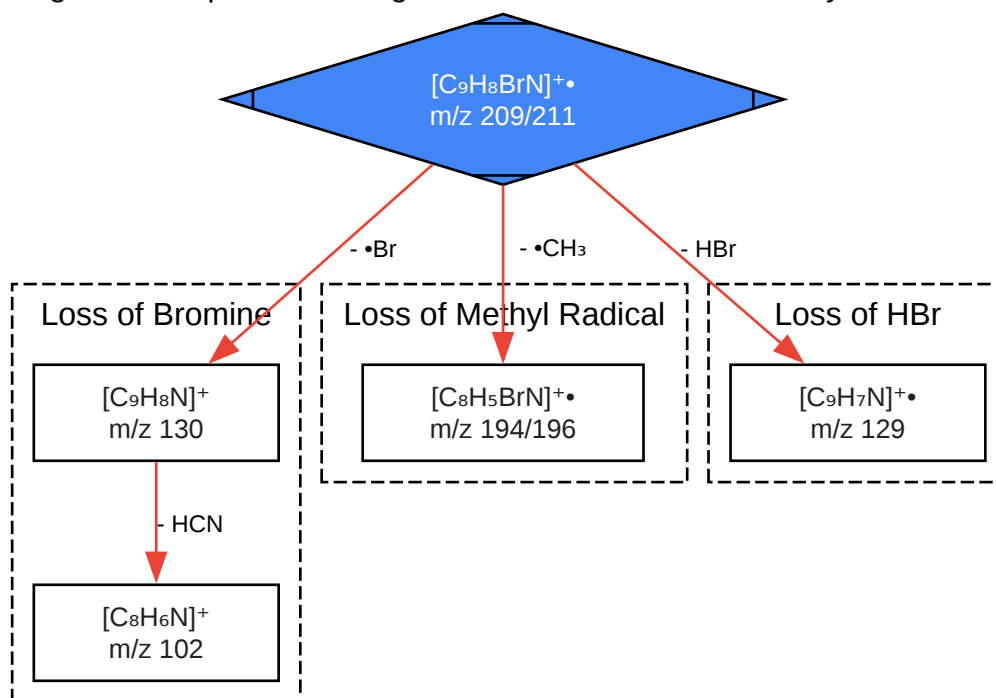 [C₉H₈BrN]⁺•
m/z 209/211
- •Br
- •CH₃
- HBr
Loss of Bromine
Loss of Methyl Radical
Loss of HBr
[C₉H₈N]⁺
m/z 130
[C₈H₅BrN]⁺•
m/z 194/196
[C₉H₇N]⁺•
m/z 129
- HCN
[C₈H₆N]⁺
m/z 102